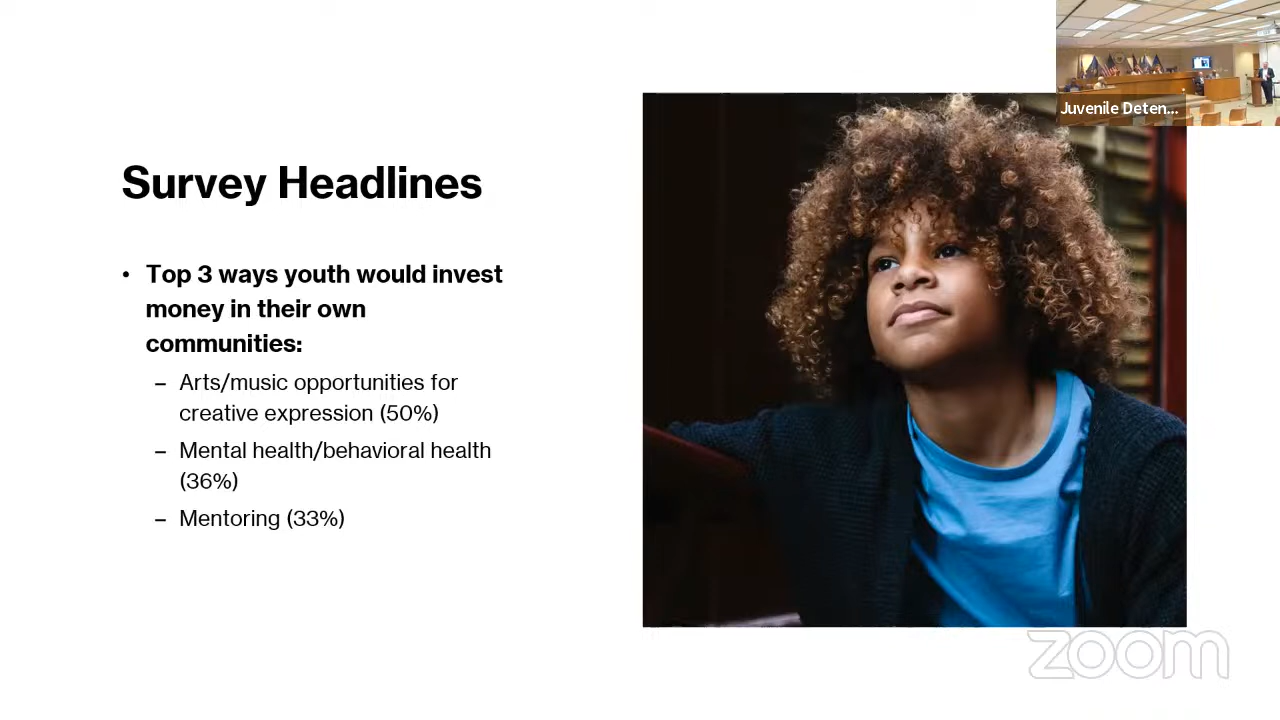 Juvenile Deten...
Survey Headlines
• Top 3 ways youth would invest
money in their own
communities:
– Arts/music opportunities for
creative expression (50%)
– Mental health/behavioral health
(36%)
– Mentoring (33%)
zoom